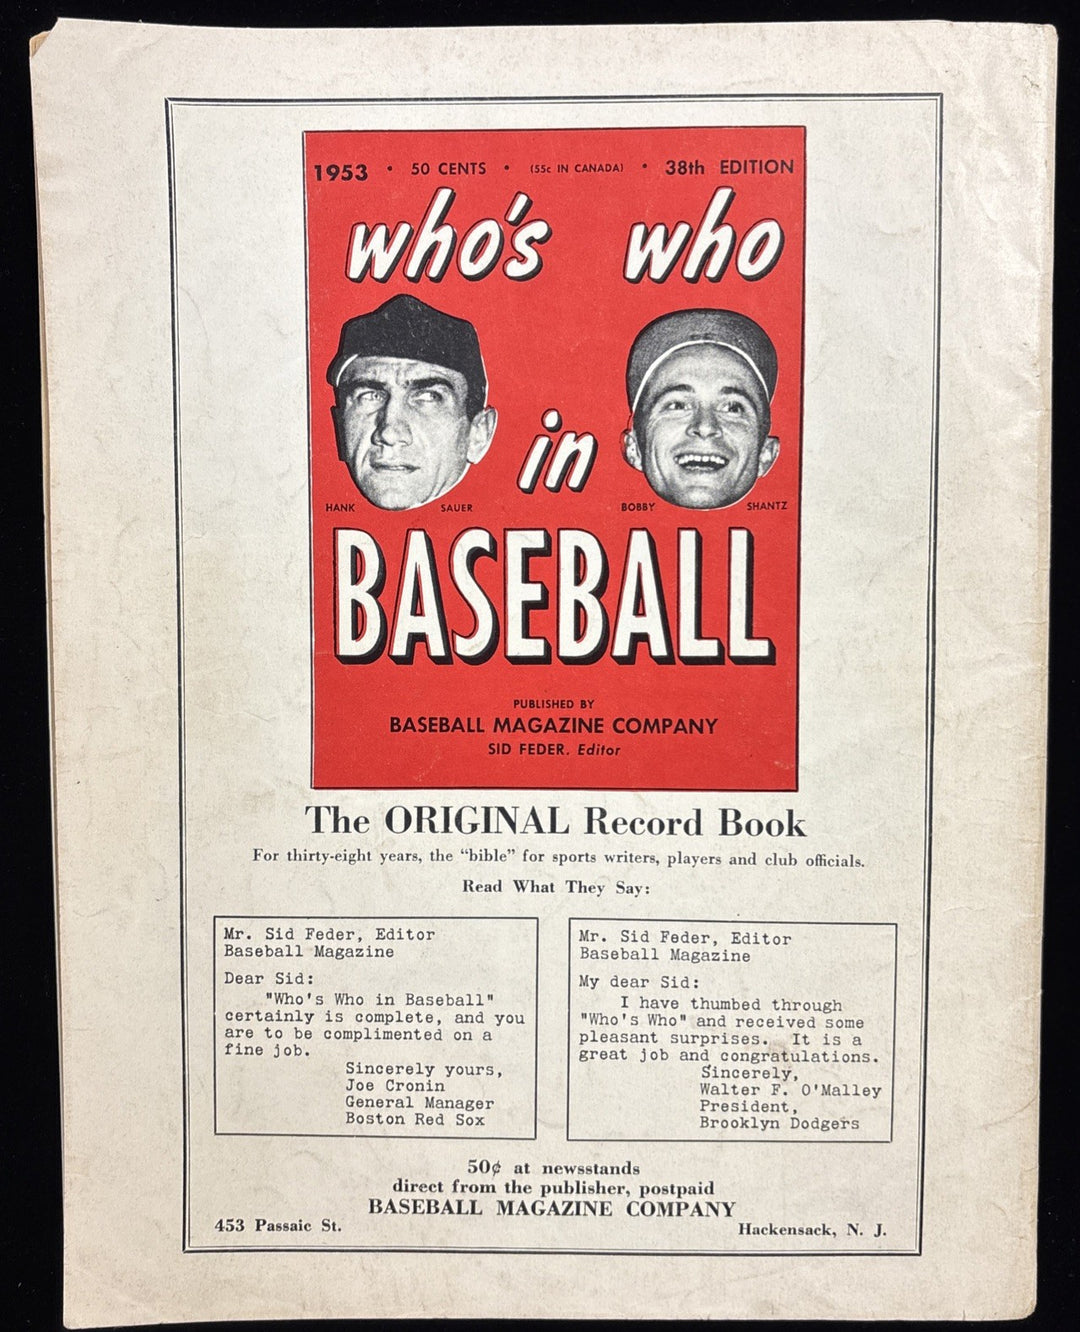 1953 • 50 CENTS • (55c IN CANADA) • 38th EDITION
who's who
in
HANK SAUER BOBBY SHANTZ
BASEBALL
PUBLISHED BY
BASEBALL MAGAZINE COMPANY
SID FEDER. Editor
The ORIGINAL Record Book
For thirty-eight years, the “bible” for sports writers, players and club officials.
Read What They Say:
Mr. Sid Feder, Editor
Baseball Magazine
Dear Sid:
"Who's Who in Baseball"
certainly is complete, and you
are to be complimented on a
fine job.
Sincerely yours,
Joe Cronin
General Manager
Boston Red Sox
Mr. Sid Feder, Editor
Baseball Magazine
My dear Sid:
I have thumbed through
"Who's Who" and received some
pleasant surprises. It is a
great job and congratulations.
Sincerely,
Walter F. O'Malley
President,
Brooklyn Dodgers
50¢ at newsstands
direct from the publisher, postpaid
BASEBALL MAGAZINE COMPANY
453 Passaic St. Hackensack, N. J.